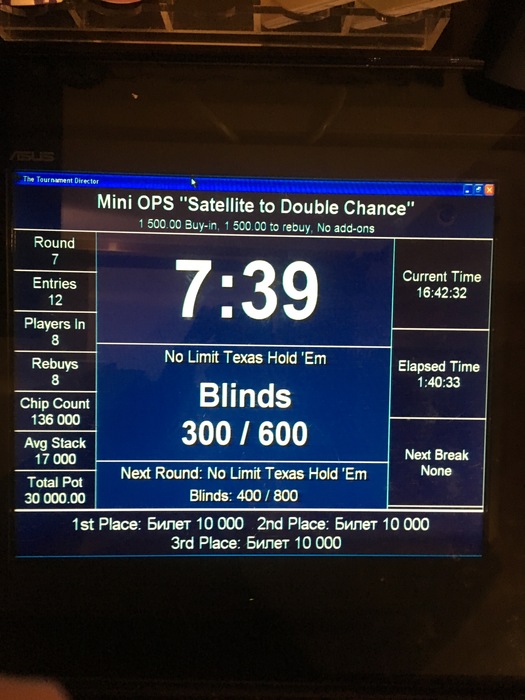 ASUS
The Tournament Director
Mini OPS "Satellite to Double Chance"
1 500.00 Buy-in, 1 500.00 to rebuy, No add-ons
Round
7
Entries
12
Players In
8
Rebuys
8
Chip Count
136 000
Avg Stack
17 000
Total Pot
30 000.00
7:39
No Limit Texas Hold 'Em
Blinds
300 / 600
Next Round: No Limit Texas Hold 'Em
Blinds: 400 / 800
Current Time
16:42:32
Elapsed Time
1:40:33
Next Break
None
1st Place: Билет 10 000 2nd Place: Билет 10 000
3rd Place: Билет 10 000